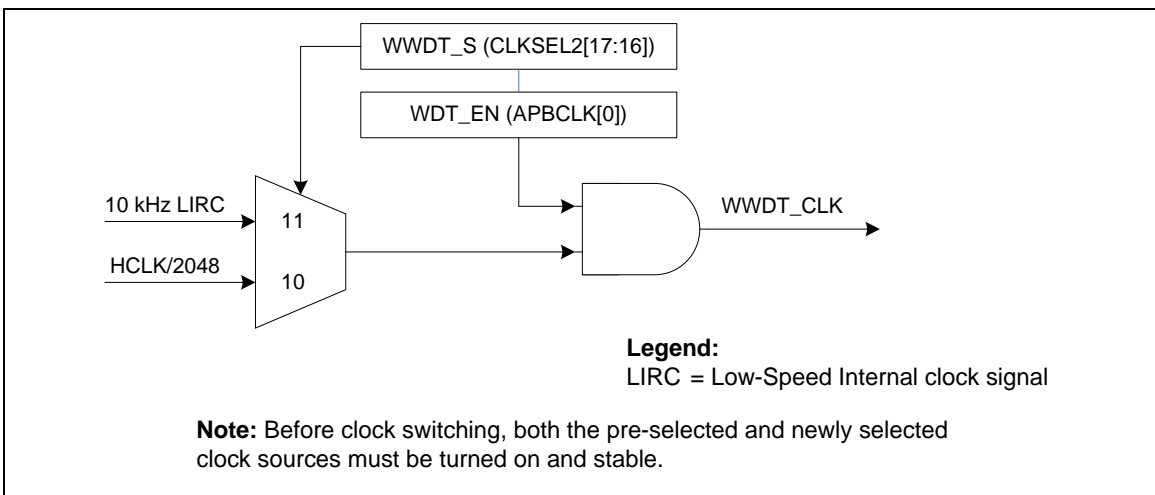 WWDT_S (CLKSEL2[17:16])
WDT_EN (APBCLK[0])
10 kHz LIRC
11
WWDT_CLK
HCLK/2048
10
Legend:
LIRC = Low-Speed Internal clock signal
Note: Before clock switching, both the pre-selected and newly selected
clock sources must be turned on and stable.